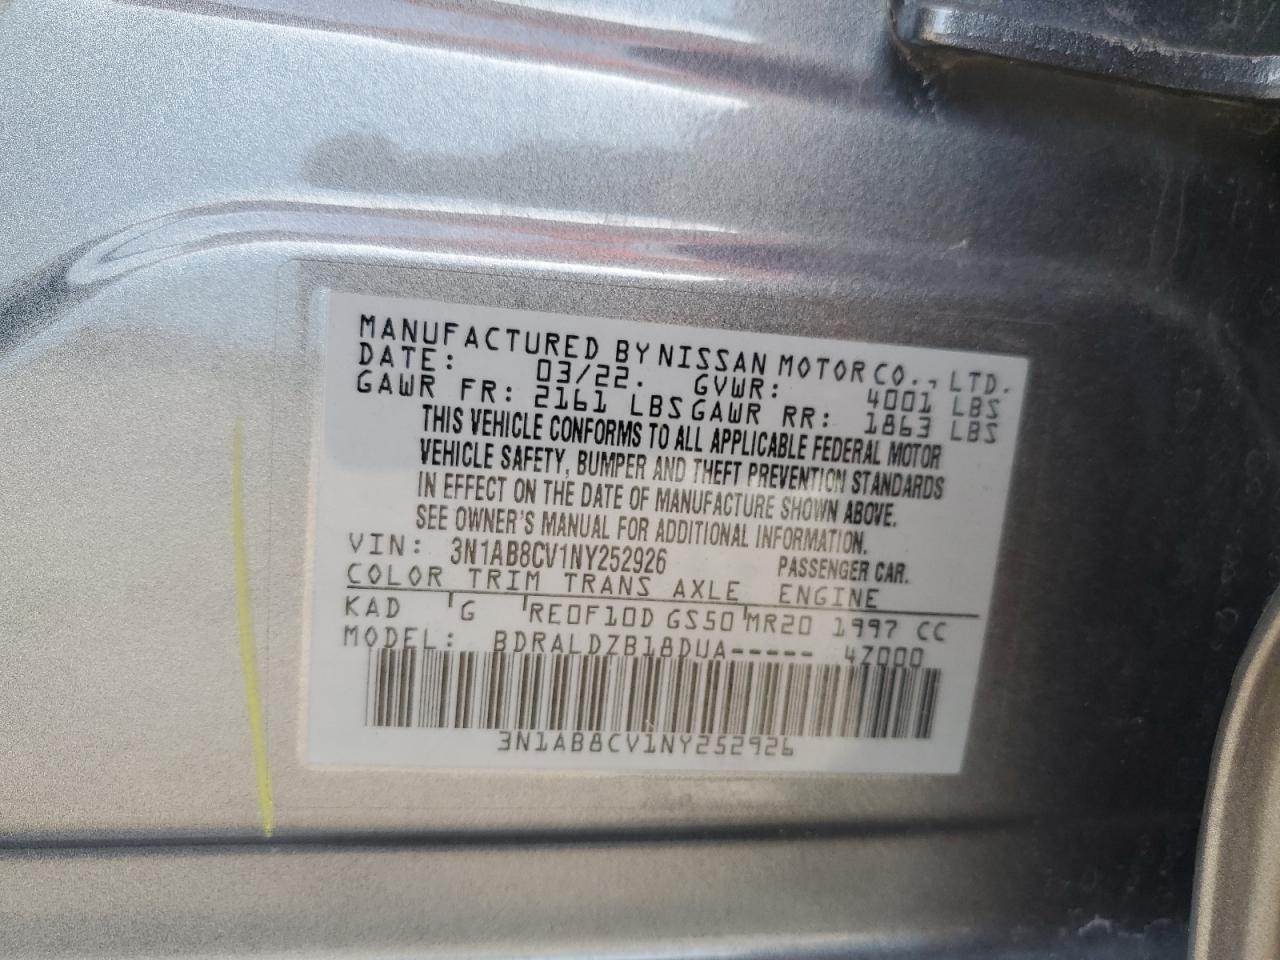 MANUFACTURED BY NISSAN MOTOR CO., LTD.
DATE: 03/22. GVWR: 4001 LBS
GAWR FR: 2161 LBS GAWR RR: 1863 LBS
THIS VEHICLE CONFORMS TO ALL APPLICABLE FEDERAL MOTOR
VEHICLE SAFETY, BUMPER AND THEFT PREVENTION STANDARDS
IN EFFECT ON THE DATE OF MANUFACTURE SHOWN ABOVE.
SEE OWNER'S MANUAL FOR ADDITIONAL INFORMATION.
VIN: 3N1AB8CV1NY252926 PASSENGER CAR.
COLOR TRIM TRANS AXLE ENGINE
KAD G RE0F10D GS50 MR20 1997 CC
MODEL: BDRALDZB18DUA----- 47000
3N1AB8CV1NY252926